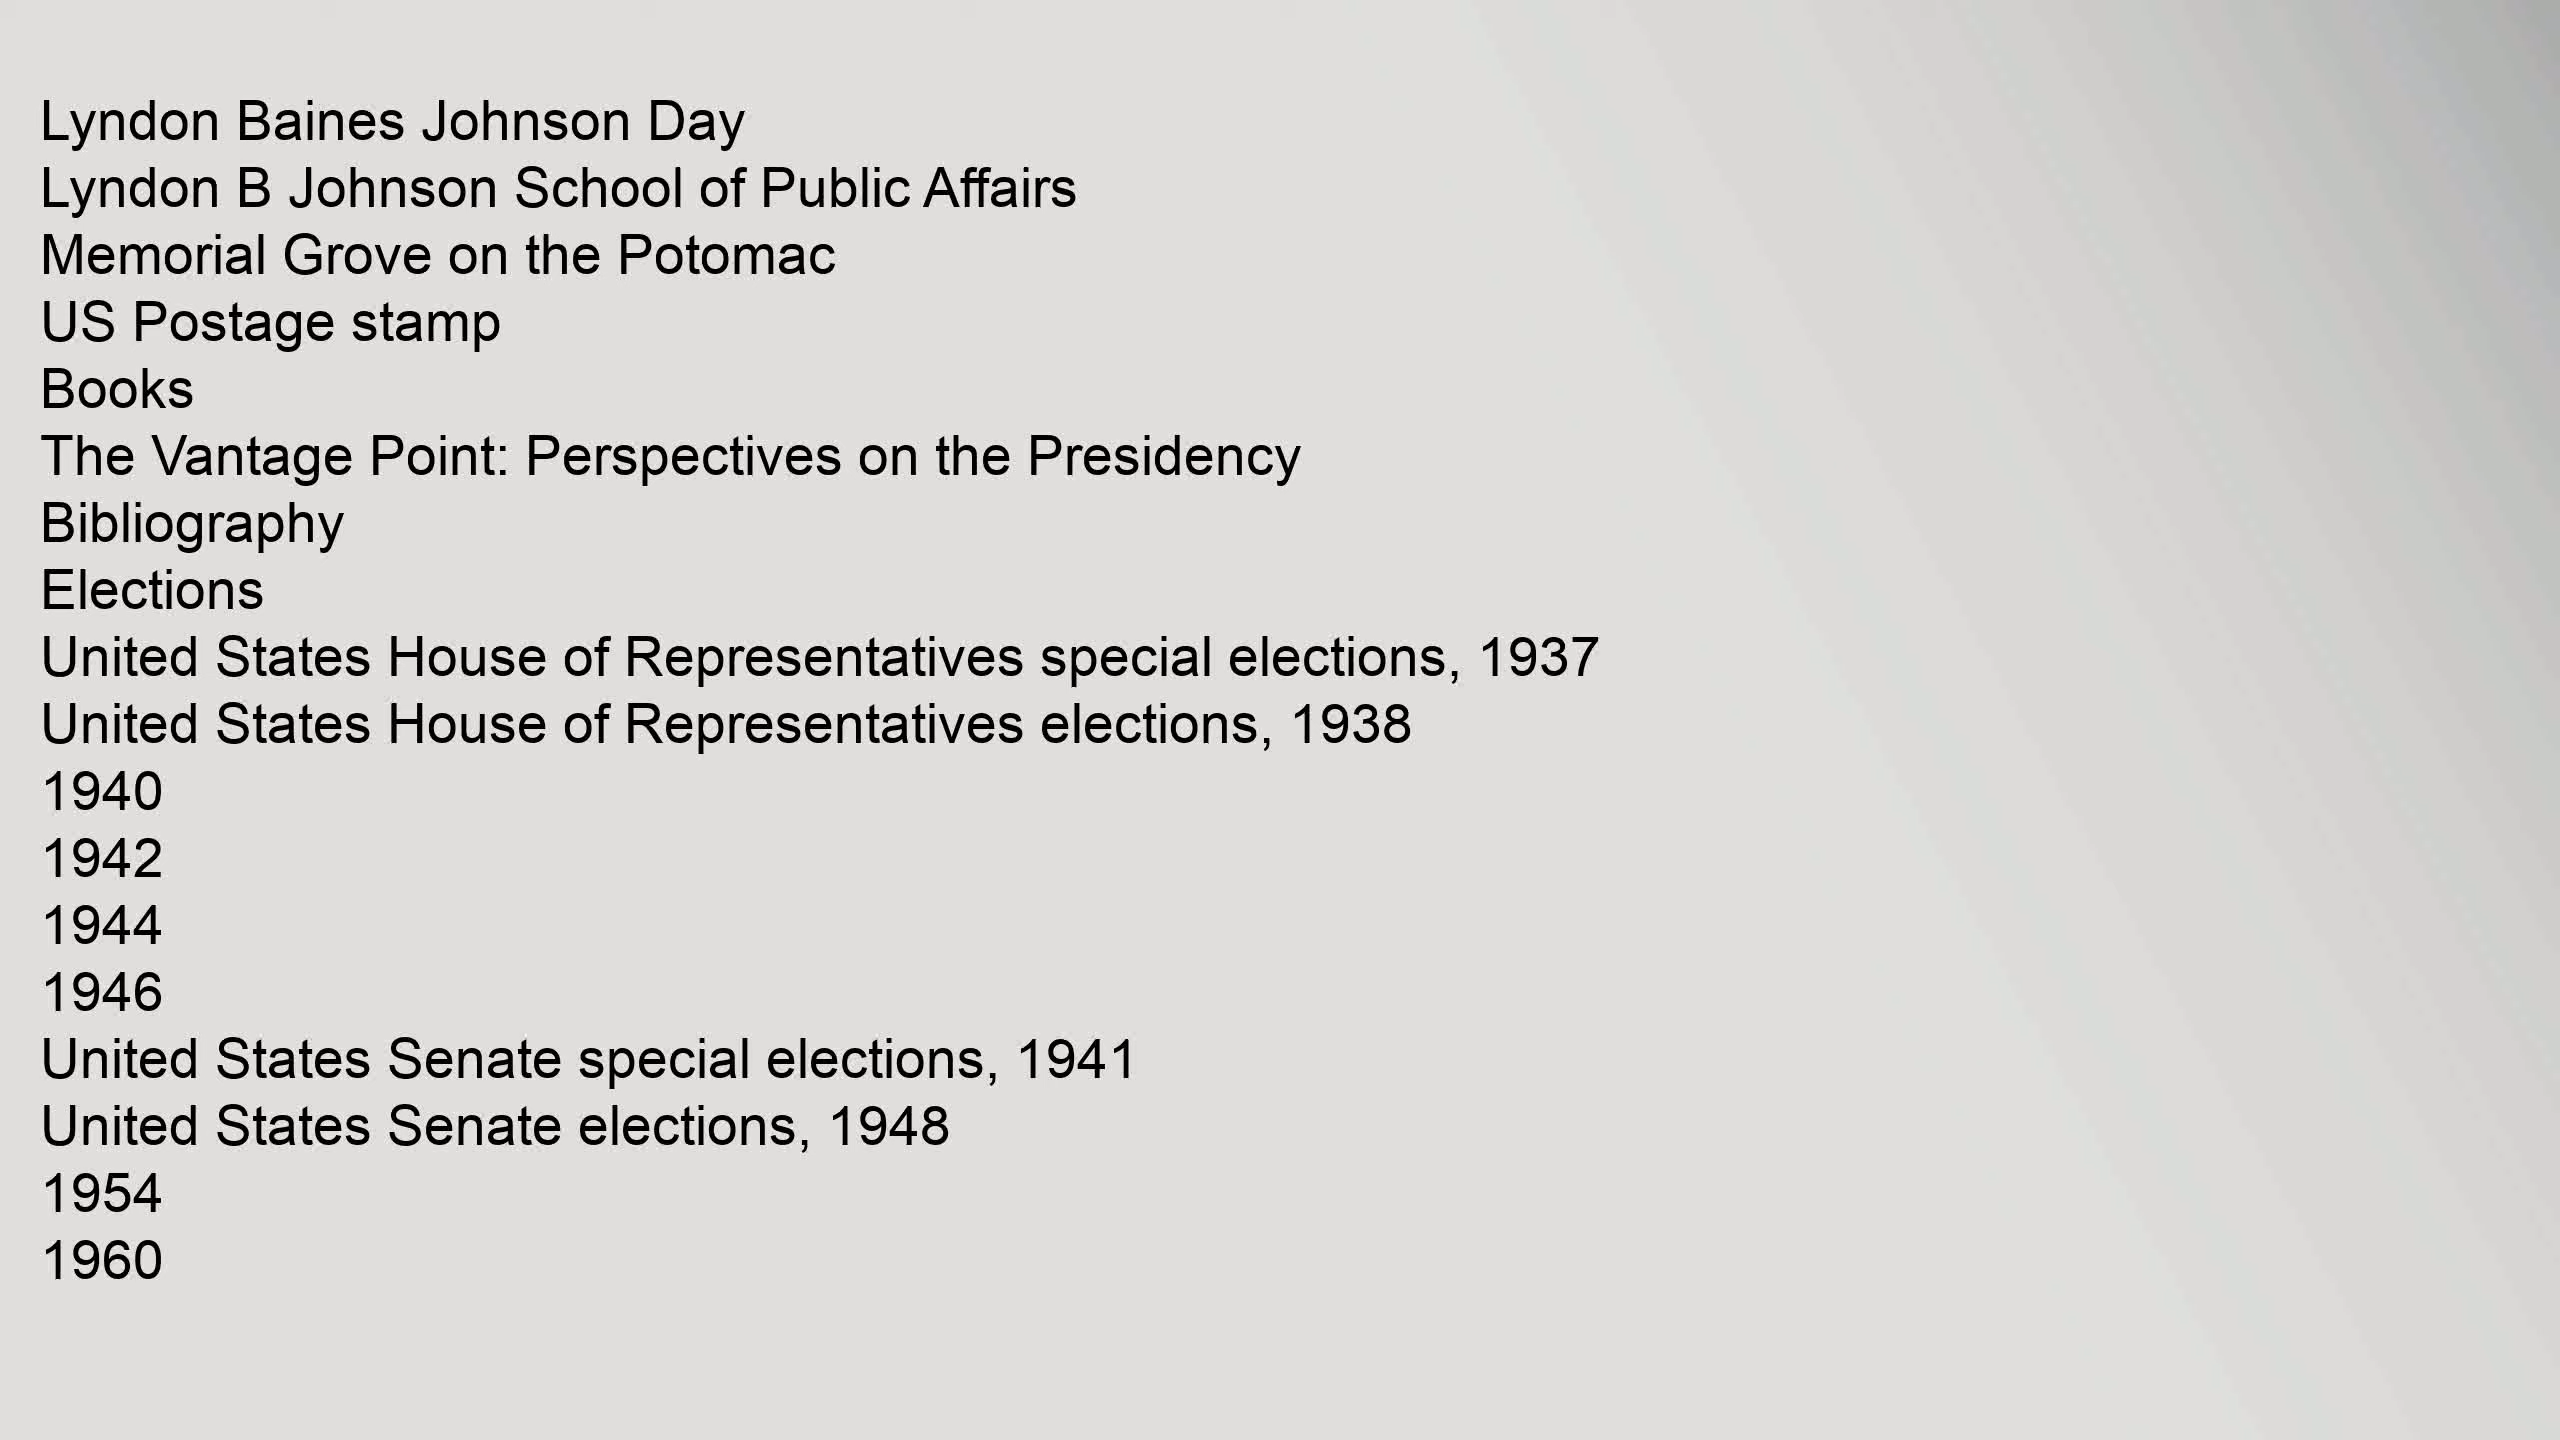 Lyndon Baines Johnson Day
Lyndon B Johnson School of Public Affairs
Memorial Grove on the Potomac
US Postage stamp
Books
The Vantage Point: Perspectives on the Presidency
Bibliography
Elections
United States House of Representatives special elections, 1937
United States House of Representatives elections, 1938
1940
1942
1944
1946
United States Senate special elections, 1941
United States Senate elections, 1948
1954
1960